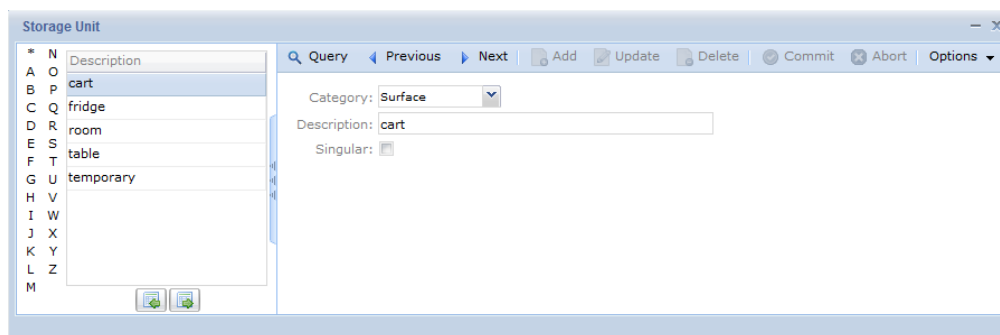 Storage Unit
* N
A O
B P
C Q
D R
E S
F T
G U
H V
I W
J X
K Y
L Z
M
Description
cart
fridge
room
table
temporary
Query Previous Next Add Update Delete Commit Abort Options
Category: Surface
Description: cart
Singular: